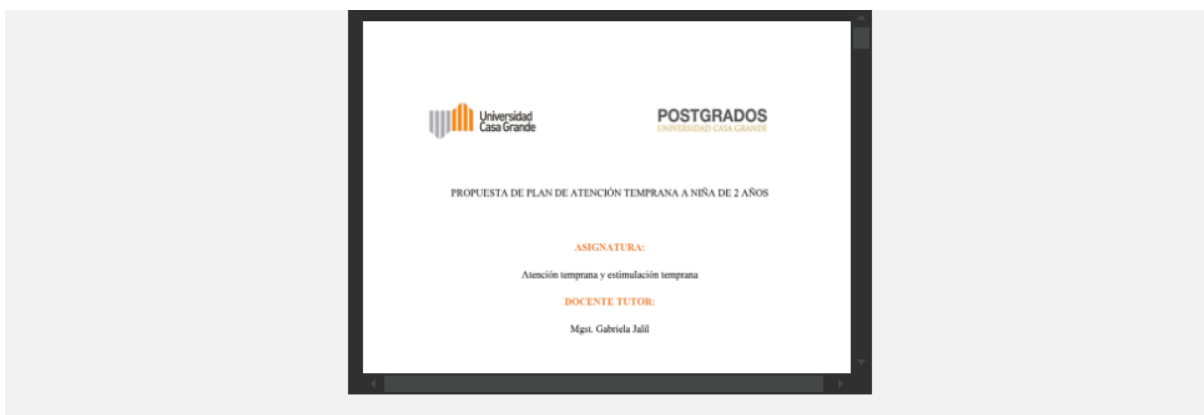 Universidad
Casa Grande
POSTGRADOS
UNIVERSIDAD CASA GRANDE
PROPUESTA DE PLAN DE ATENCIÓN TEMPRANA A NIÑA DE 2 AÑOS
ASIGNATURA:
Atención temprana y estimulación temprana
DOCENTE TUTOR:
Mgst. Gabriela Jalil